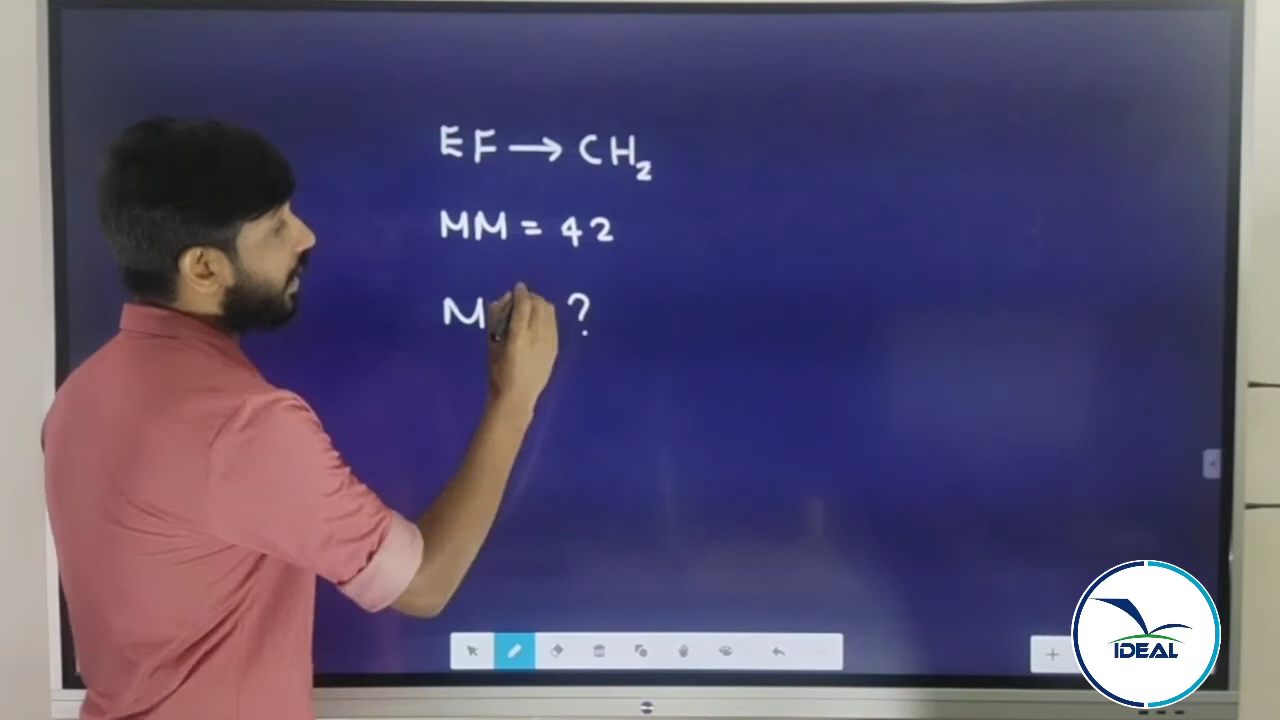 EF → CH₂
MM = 42
M ?
IDEAL